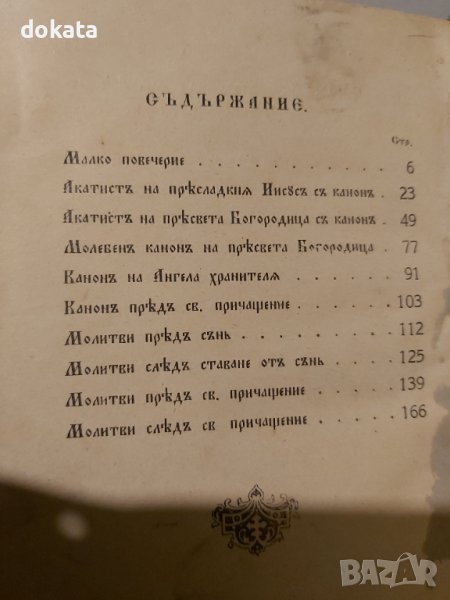 dokata
СЪДЪРЖАНИЕ.
Стр.
Малко повечерие . . . . . . . . . . . 6
Акатистъ на прѣсладкия Иисусъ съ канонъ . 23
Акатистъ на прѣсвета Богородица съ канонъ . 49
Молебенъ канонъ на прѣсвета Богородица . 77
Канонъ на Ангела хранителя . . . . . . 91
Канонъ прѣдъ св. причащение . . . . . . 103
Молитви прѣдъ сънь . . . . . . . . . 112
Молитви слѣдъ ставане отъ сънь . . . . 125
Молитви прѣдъ св. причащение . . . . . 139
Молитви слѣдъ св причащение . . . . . 166
BAZAR